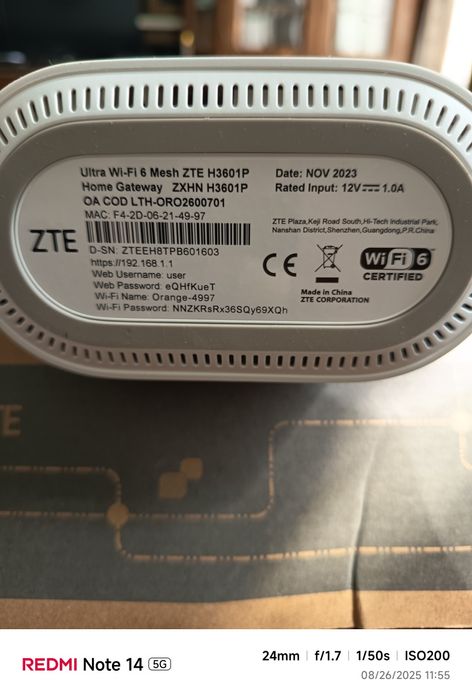 Ultra Wi-Fi 6 Mesh ZTE H3601P
Home Gateway ZXHN H3601P
OA COD LTH-ORO2600701
MAC: F4-2D-06-21-49-97
ZTE
D-SN: ZTEEH8TPB601603
https://192.168.1.1
Web Username: user
Web Password: eQHfKueT
Wi-Fi Name: Orange-4997
Wi-Fi Password: NNZKRsRx36SQy69XQh
Date: NOV 2023
Rated Input: 12V 1.0A
ZTE Plaza,Keji Road South,Hi-Tech Industrial Park,
Nanshan District,Shenzhen,Guangdong,P.R.China
CE
Wi Fi 6
CERTIFIED
Made in China
ZTE CORPORATION
TE
REDMI Note 14 5G
24mm | f/1.7 | 1/50s | ISO200
08/26/2025 11:55